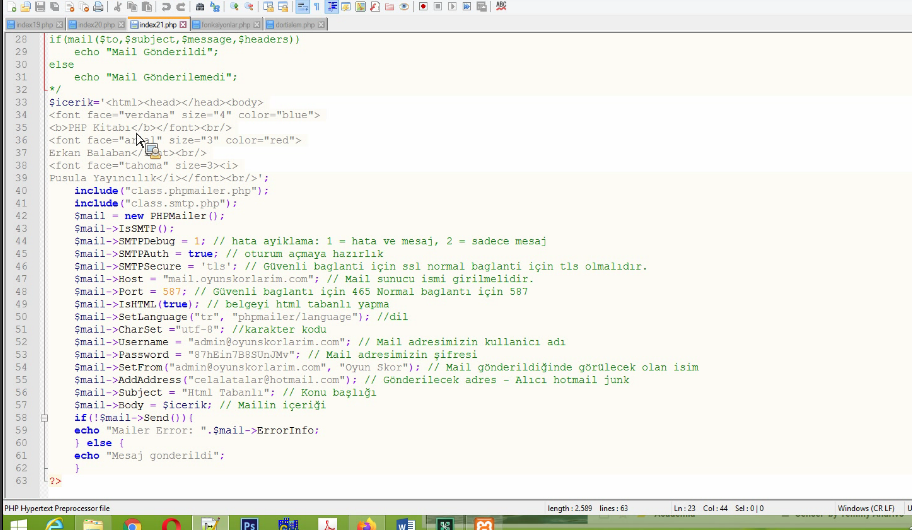 index19.php
index20.php
index21.php
fonksiyonlar.php
dbbaken.php
28 if(mail($to,$subject,$message,$headers))
29 echo "Mail Gönderildi";
30 else
31 echo "Mail Gönderilemedi";
32 */
33 $icerik='<html><head></head><body>
34 <font face="verdana" size="4" color="blue">
35 <b>PHP Kitabı</b></font><br/>
36 <font face="arial" size="3" color="red">
37 Erkan Balaban</font><br/>
38 <font face="tahoma" size=3><i>
39 Pusula Yayıncılık</i></font><br/>';
40 include("class.phpmailer.php");
41 include("class.smtp.php");
42 $mail = new PHPMailer();
43 $mail->IsSMTP();
44 $mail->SMTPDebug = 1; // hata ayiklama: 1 = hata ve mesaj, 2 = sadece mesaj
45 $mail->SMTPAuth = true; // oturum açmaya hazırlık
46 $mail->SMTPSecure = 'tls'; // Güvenli baglanti için ssl normal baglanti için tls olmalıdır.
47 $mail->Host = "mail.oyunskorlarim.com"; // Mail sunucu ismi girilmelidir.
48 $mail->Port = 587; // Güvenli baglantı için 465 Normal baglantı için 587
49 $mail->IsHTML(true); // belgeyi html tabanlı yapma
50 $mail->SetLanguage("tr", "phpmailer/language"); //dil
51 $mail->CharSet ="utf-8"; //karakter kodu
52 $mail->Username = "admin@oyunskorlarim.com"; // Mail adresimizin kullanıcı adı
53 $mail->Password = "87hEin7B8SUnJMv"; // Mail adresimizin şifresi
54 $mail->SetFrom("admin@oyunskorlarim.com", "Oyun Skor"); // Mail gönderildiğinde görülecek olan isim
55 $mail->AddAddress("celalatalar@hotmail.com"); // Gönderilecek adres - Alıcı hotmail junk
56 $mail->Subject = "Html Tabanlı"; // Konu başlığı
57 $mail->Body = $icerik; // Mailin içeriği
58 if(!$mail->Send()){
59 echo "Mailer Error: ".$mail->ErrorInfo;
60 } else {
61 echo "Mesaj gonderildi";
62 }
63 ?>
PHP Hypertext Preprocessor file length : 2.589 lines : 63 Ln : 23 Col : 44 Sel : 0 | 0 Windows (CR LF) U